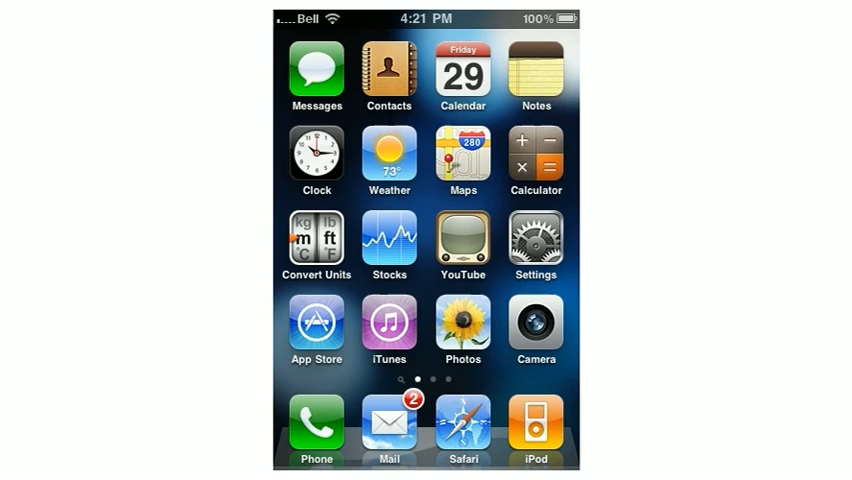 Bell 4:21 PM 100%
Friday
29
Messages Contacts Calendar Notes
280
73°
Clock Weather Maps Calculator
kg lb
m ft
°C °F
Convert Units Stocks YouTube Settings
App Store iTunes Photos Camera
2
Phone Mail Safari iPod